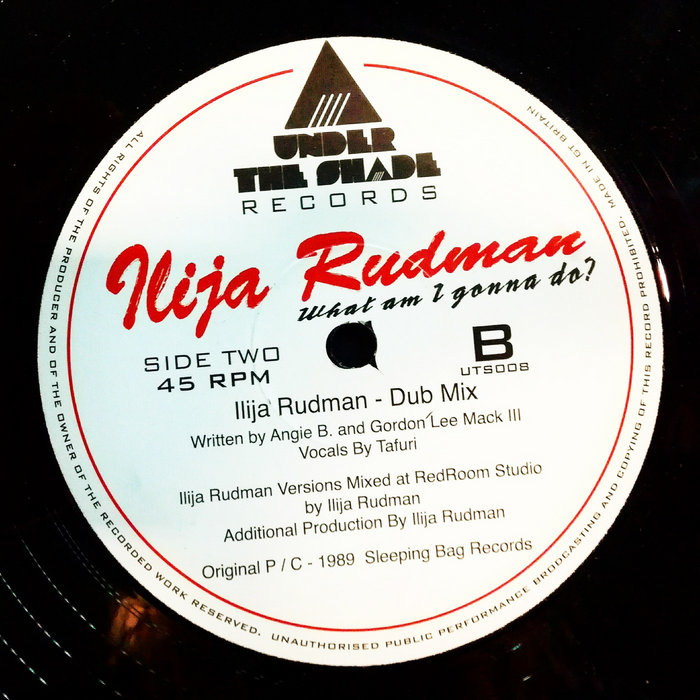 UNDER
THE SHADE
RECORDS
Ilija Rudman
What am I gonna do?
SIDE TWO
45 RPM
B
UTS008
Ilija Rudman - Dub Mix
Written by Angie B. and Gordon Lee Mack III
Vocals By Tafuri
Ilija Rudman Versions Mixed at RedRoom Studio
by Ilija Rudman
Additional Production By Ilija Rudman
Original P / C - 1989 Sleeping Bag Records
ALL RIGHTS OF THE PRODUCER AND OF THE OWNER OF THE RECORDED WORK RESERVED. UNAUTHORISED PUBLIC PERFORMANCE BRODCASTING AND COPYING OF THIS RECORD PROHIBITED. MADE IN GT BRITAIN